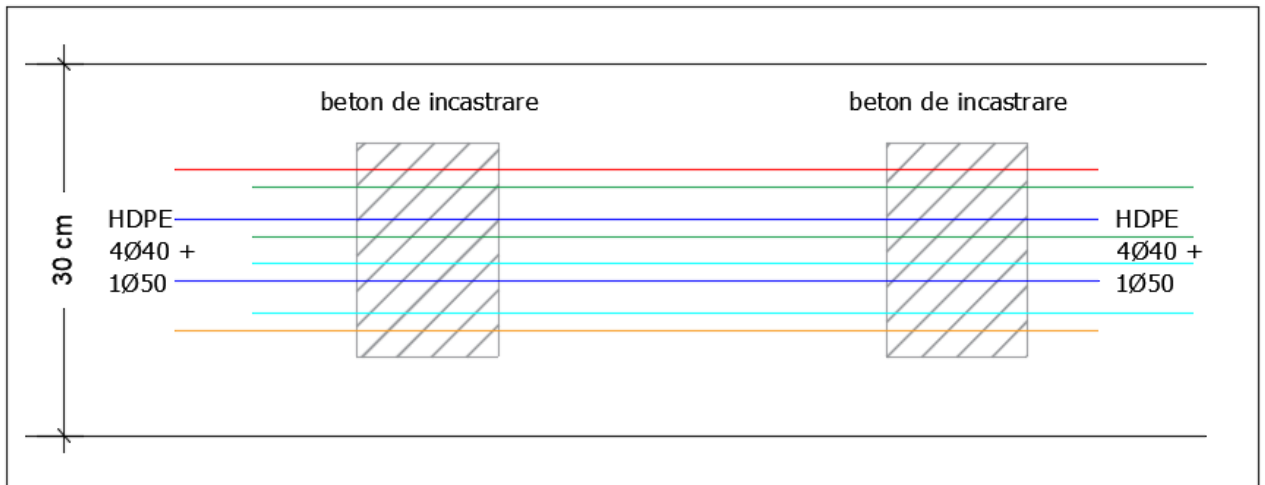 beton de incastrare
beton de incastrare
30 cm
HDPE
4Ø40 +
1Ø50
HDPE
4Ø40 +
1Ø50